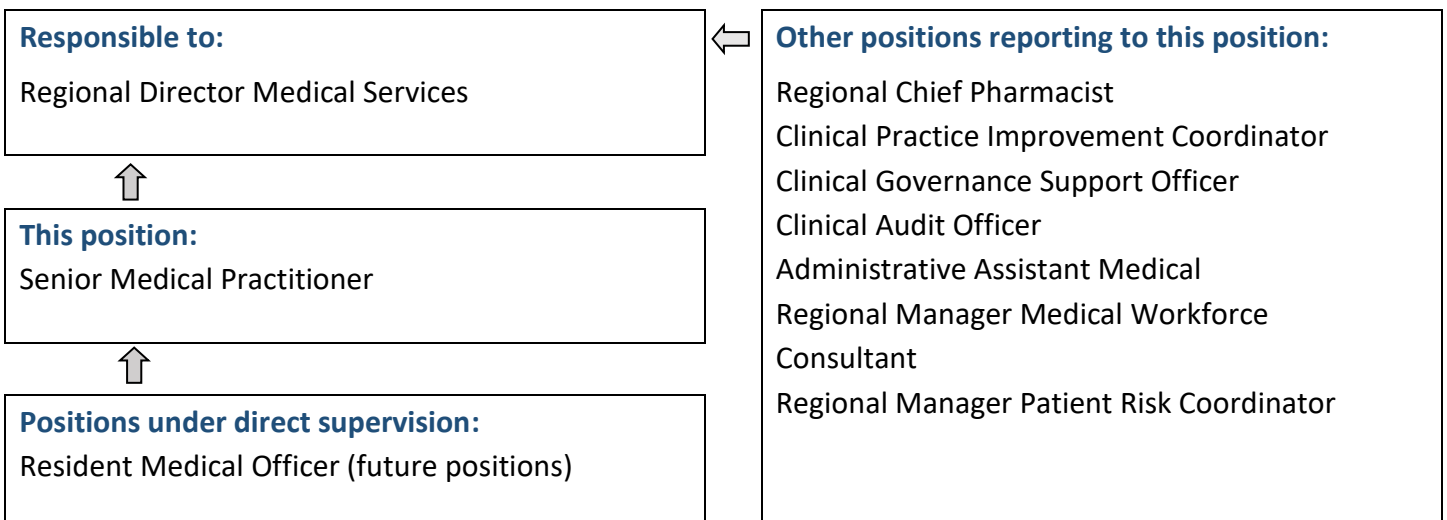 Responsible to:
Regional Director Medical Services
This position:
Senior Medical Practitioner
Positions under direct supervision:
Resident Medical Officer (future positions)
Other positions reporting to this position:
Regional Chief Pharmacist
Clinical Practice Improvement Coordinator
Clinical Governance Support Officer
Clinical Audit Officer
Administrative Assistant Medical
Regional Manager Medical Workforce
Consultant
Regional Manager Patient Risk Coordinator